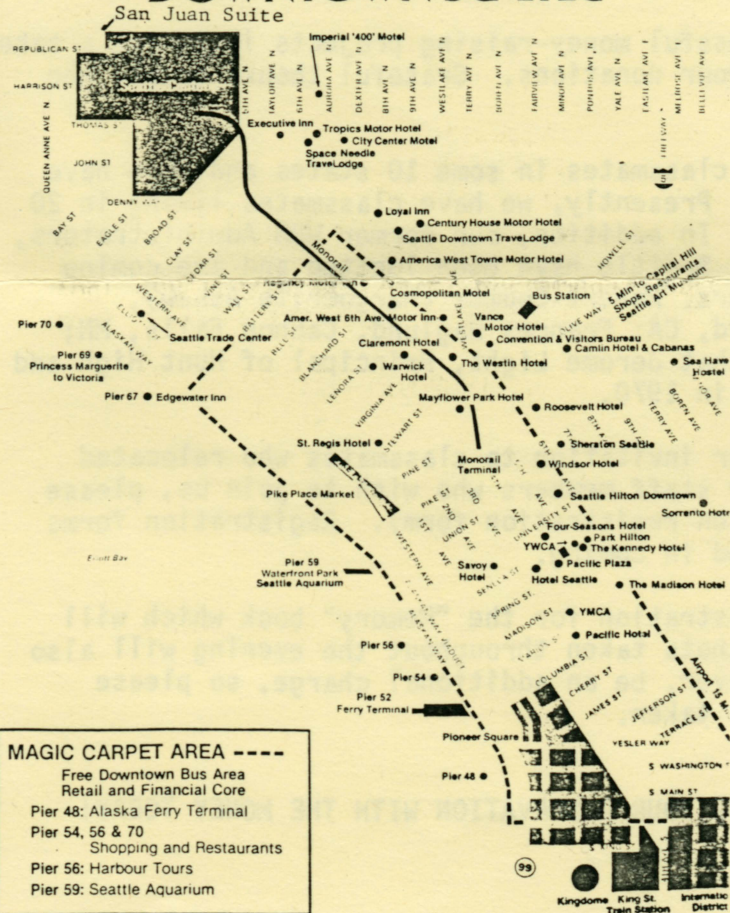 San Juan Suite
Imperial '400' Motel
REPUBLICAN ST
HARRISON ST
THOMAS S
JOHN ST
DENNY WAY
QUEEN ANNE AVE N
5TH AVE N
TAYLOR AVE N
6TH AVE N
AURORA AVE N
DEXTER AVE N
8TH AVE N
9TH AVE N
WESTLAKE AVE N
TERRY AVE N
BOREN AVE N
FAIRVIEW AVE N
MINOR AVE N
PONTIUS AVE N
YALE AVE N
EASTLAKE AVE
MELROSE AVE
FREEWAY
Executive Inn
Tropics Motor Hotel
City Center Motel
Space Needle
TraveLodge
Loyal Inn
Century House Motor Hotel
Seattle Downtown TraveLodge
America West Towne Motor Hotel
Monorail
BAY ST
EAGLE ST
BROAD ST
CLAY ST
CEDAR ST
VINE ST
WALL ST
BATTERY ST
BELL ST
BLANCHARD ST
LENORA ST
VIRGINIA AVE
STEWART ST
PINE ST
PIKE ST
UNION ST
UNIVERSITY ST
SENECA ST
SPRING ST
MADISON ST
COLUMBIA ST
CHERRY ST
JAMES ST
JEFFERSON ST
TERRACE ST
YESLER WAY
S WASHINGTON
S MAIN ST
WESTERN AVE
ELLIOTT
ALASKAN WAY
Cosmopolitan Motel
Amer. West 6th Ave. Motor Inn
Vance
Motor Hotel
Bus Station
HOWELL
5 Min to Capital Hill
Shops, Restaurants
Seattle Art Museum
Convention & Visitors Bureau
Camlin Hotel & Cabanas
Claremont Hotel
Warwick
Hotel
The Westin Hotel
Sea Have
Hostel
Pier 70
Seattle Trade Center
Pier 69
Princess Marguerite
to Victoria
Pier 67
Edgewater Inn
Mayflower Park Hotel
Roosevelt Hotel
St. Regis Hotel
Monorail
Terminal
Sheraton Seattle
Windsor Hotel
Pike Place Market
Seattle Hilton Downtown
Sorrento Hot
Four Seasons Hotel
Park Hilton
YWCA
The Kennedy Hotel
Pacific Plaza
Savoy
Hotel
Hotel Seattle
The Madison Hotel
Pier 59
Waterfront Park
Seattle Aquarium
WESTERN AVE
2ND AVE
3RD AVE
TERRY AVE
BOREN AVE
9TH AVE
YMCA
Pacific Hotel
Pier 56
Pier 54
Pier 52
Ferry Terminal
Pioneer Square
Pier 48
Airport 15 M
99
Kingdome
King St.
Train Station
Internatic
District
MAGIC CARPET AREA ----
Free Downtown Bus Area
Retail and Financial Core
Pier 48: Alaska Ferry Terminal
Pier 54, 56 & 70
Shopping and Restaurants
Pier 56: Harbour Tours
Pier 59: Seattle Aquarium